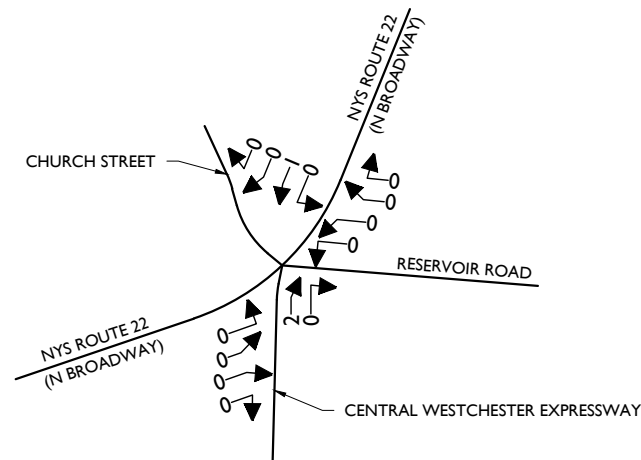 NYS ROUTE 22
(N BROADWAY)
CHURCH STREET
0
0
1
0
0
0
0
0
RESERVOIR ROAD
2
0
NYS ROUTE 22
(N BROADWAY)
0
0
0
0
CENTRAL WESTCHESTER EXPRESSWAY